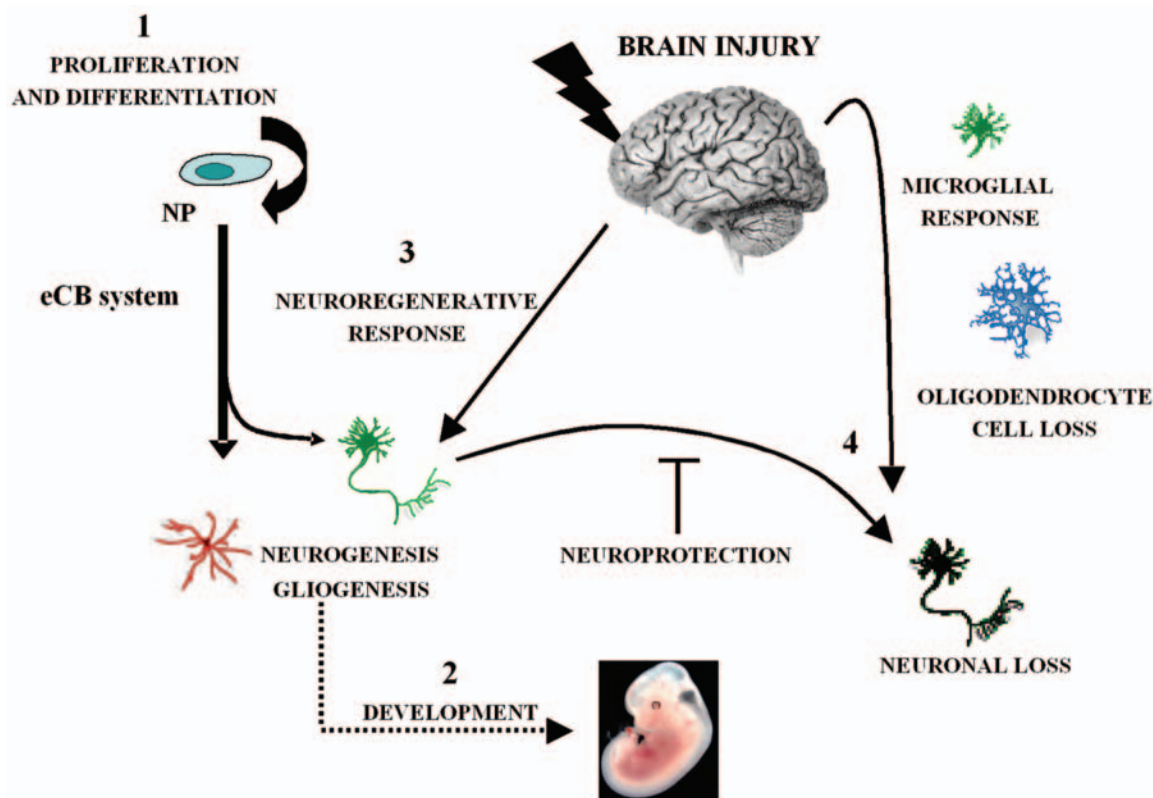 1
PROLIFERATION
AND DIFFERENTIATION
NP
eCB system
BRAIN INJURY
MICROGLIAL
RESPONSE
3
NEUROREGENERATIVE
RESPONSE
OLIGODENDROCYTE
CELL LOSS
4
NEUROGENESIS
GLIOGENESIS
NEUROPROTECTION
NEURONAL LOSS
2
DEVELOPMENT